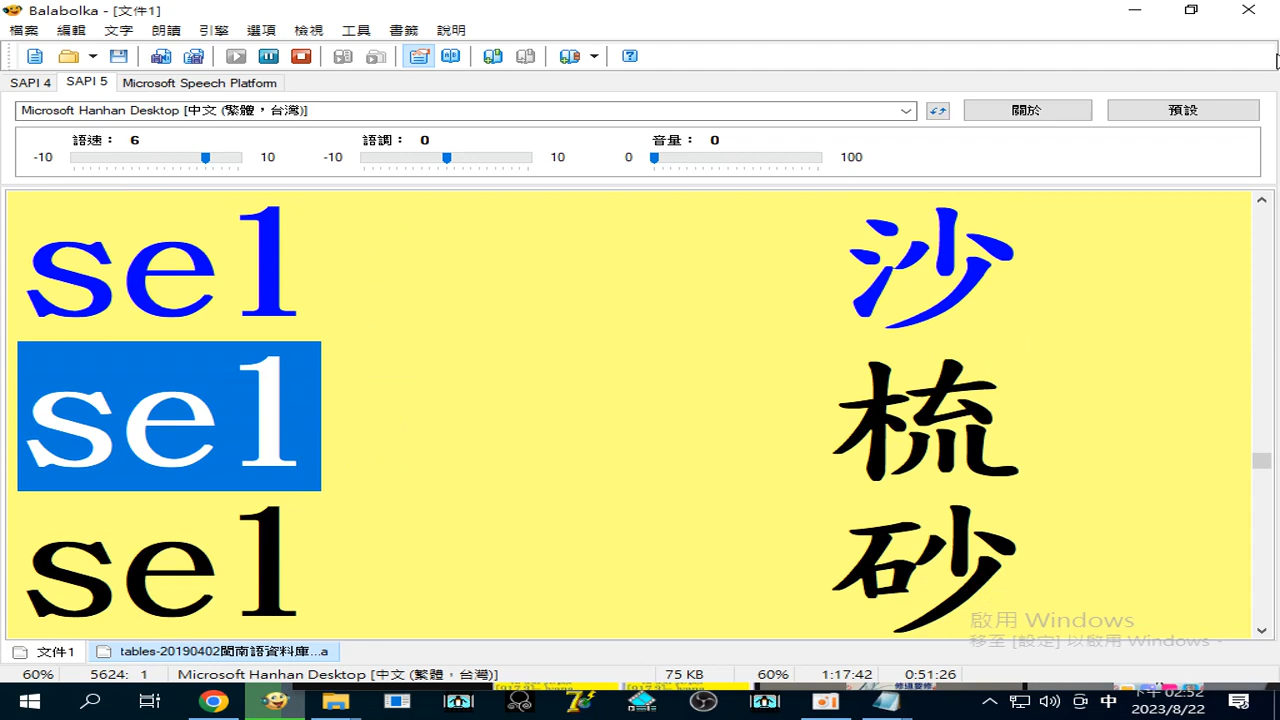 Balabolka - [文件1]
檔案 編輯 文字 朗讀 引擎 選項 檢視 工具 書籤 說明
SAPI 4 SAPI 5 Microsoft Speech Platform
Microsoft Hanhan Desktop [中文 (繁體，台灣)] 關於 預設
語速： 6 語調： 0 音量： 0
-10 10 -10 10 0 100
se1 沙
se1 梳
se1 砂
啟用 Windows
移至 [設定] 以啟用 Windows。
文件1 tables-20190402閩南語資料庫...a
60% 5624: 1 Microsoft Hanhan Desktop [中文 (繁體，台灣)] 75 KB 60% 1:17:42 0:51:26
中 02:52
2023/8/22